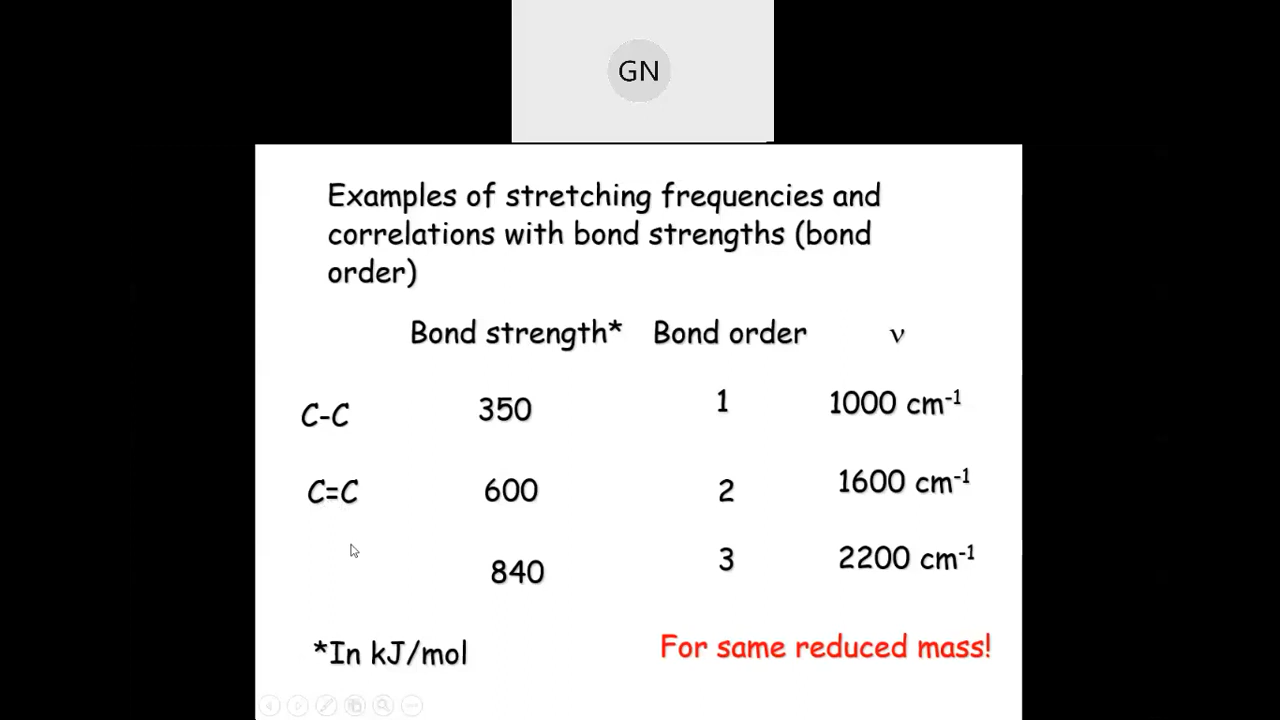 GN
Examples of stretching frequencies and
correlations with bond strengths (bond
order)
Bond strength* Bond order ν
C-C 350 1 1000 cm-1
C=C 600 2 1600 cm-1
840 3 2200 cm-1
*In kJ/mol For same reduced mass!